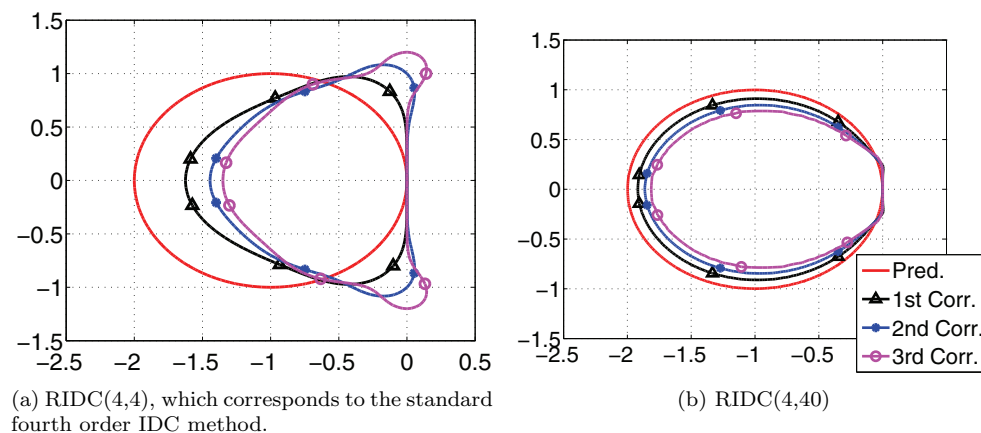 1.5
1
0.5
0
−0.5
−1
−1.5
−2.5 −2 −1.5 −1 −0.5 0 0.5
(a) RIDC(4,4), which corresponds to the standard
fourth order IDC method.
1.5
1
0.5
0
−0.5
−1
−1.5
−2.5 −2 −1.5 −1 −0.5 0
Pred.
1st Corr.
2nd Corr.
3rd Corr.
(b) RIDC(4,40)